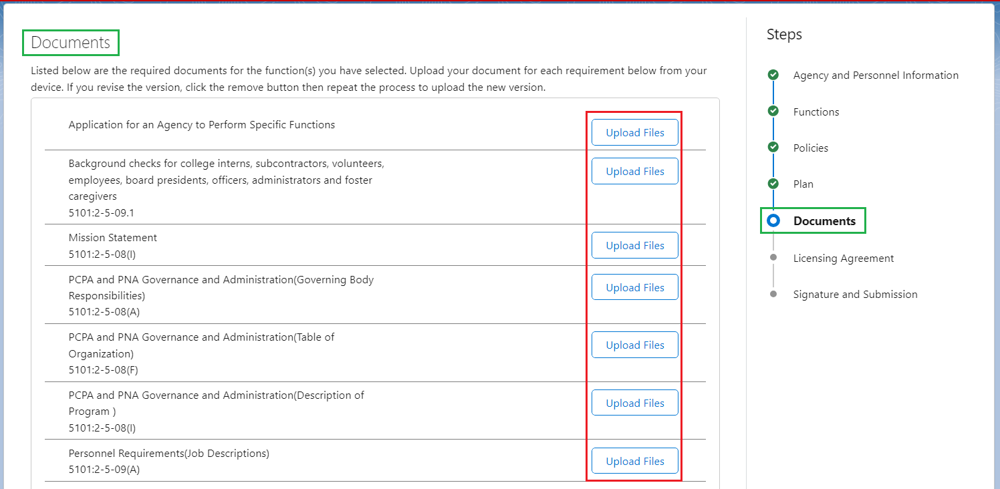 Documents
Listed below are the required documents for the function(s) you have selected. Upload your document for each requirement below from your
device. If you revise the version, click the remove button then repeat the process to upload the new version.
Application for an Agency to Perform Specific Functions
Upload Files
Background checks for college interns, subcontractors, volunteers,
employees, board presidents, officers, administrators and foster
caregivers
5101:2-5-09.1
Upload Files
Mission Statement
5101:2-5-08(I)
Upload Files
PCPA and PNA Governance and Administration(Governing Body
Responsibilities)
5101:2-5-08(A)
Upload Files
PCPA and PNA Governance and Administration(Table of
Organization)
5101:2-5-08(F)
Upload Files
PCPA and PNA Governance and Administration(Description of
Program )
5101:2-5-08(I)
Upload Files
Personnel Requirements(Job Descriptions)
5101:2-5-09(A)
Upload Files
Steps
Agency and Personnel Information
Functions
Policies
Plan
Documents
Licensing Agreement
Signature and Submission